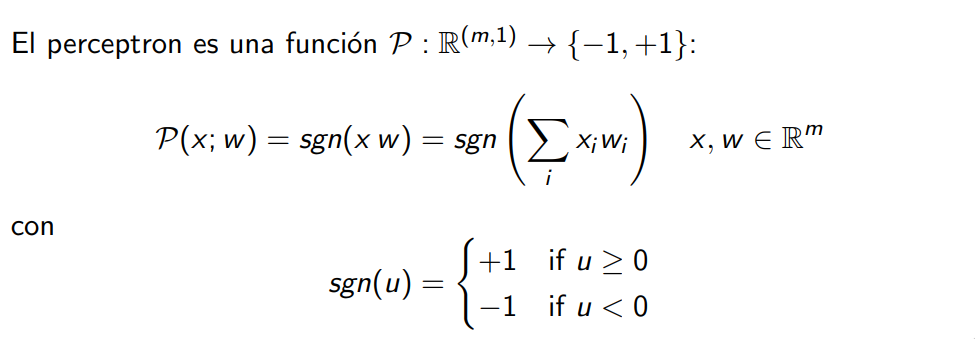 El perceptron es una función 𝒫 : ℝ^(m,1) → {−1, +1}:
𝒫(x; w) = sgn(x w) = sgn (∑_i x_i w_i) x, w ∈ ℝ^m
con
sgn(u) = { +1 if u ≥ 0
−1 if u < 0